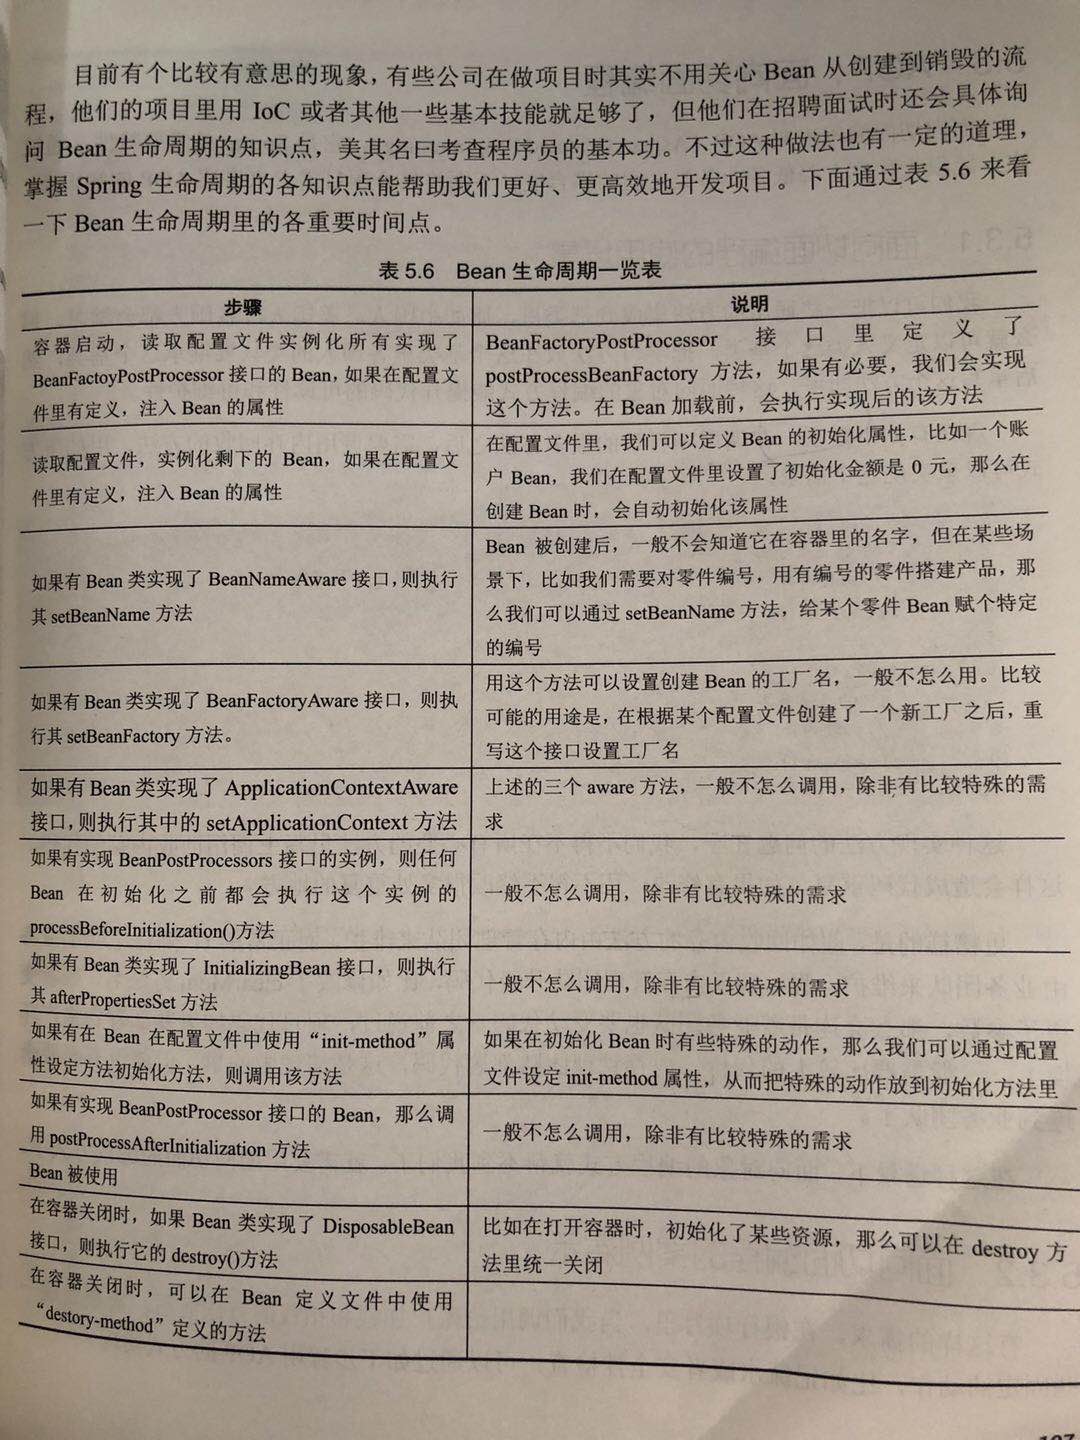 目前有个比较有意思的现象，有些公司在做项目时其实不用关心 Bean 从创建到销毁的流
程，他们的项目里用 IoC 或者其他一些基本技能就足够了，但他们在招聘面试时还会具体询
问 Bean 生命周期的知识点，美其名曰考查程序员的基本功。不过这种做法也有一定的道理，
掌握 Spring 生命周期的各知识点能帮助我们更好、更高效地开发项目。下面通过表 5.6 来看
一下 Bean 生命周期里的各重要时间点。
表 5.6 Bean 生命周期一览表
步骤
说明
容器启动，读取配置文件实例化所有实现了
BeanFactoyPostProcessor 接口的 Bean，如果在配置文
件里有定义，注入 Bean 的属性
BeanFactoryPostProcessor 接口里定义了
postProcessBeanFactory 方法，如果有必要，我们会实现
这个方法。在 Bean 加载前，会执行实现后的该方法
读取配置文件，实例化剩下的 Bean，如果在配置文
件里有定义，注入 Bean 的属性
在配置文件里，我们可以定义 Bean 的初始化属性，比如一个账
户 Bean，我们在配置文件里设置了初始化金额是 0 元，那么在
创建 Bean 时，会自动初始化该属性
如果有 Bean 类实现了 BeanNameAware 接口，则执行
其 setBeanName 方法
Bean 被创建后，一般不会知道它在容器里的名字，但在某些场
景下，比如我们需要对零件编号，用有编号的零件搭建产品，那
么我们可以通过 setBeanName 方法，给某个零件 Bean 赋个特定
的编号
如果有 Bean 类实现了 BeanFactoryAware 接口，则执
行其 setBeanFactory 方法。
用这个方法可以设置创建 Bean 的工厂名，一般不怎么用。比较
可能的用途是，在根据某个配置文件创建了一个新工厂之后，重
写这个接口设置工厂名
如果有 Bean 类实现了 ApplicationContextAware
接口，则执行其中的 setApplicationContext 方法
上述的三个 aware 方法，一般不怎么调用，除非有比较特殊的需
求
如果有实现 BeanPostProcessors 接口的实例，则任何
Bean 在初始化之前都会执行这个实例的
processBeforeInitialization()方法
一般不怎么调用，除非有比较特殊的需求
如果有 Bean 类实现了 InitializingBean 接口，则执行
其 afterPropertiesSet 方法
一般不怎么调用，除非有比较特殊的需求
如果有在 Bean 在配置文件中使用“init-method”属
性设定方法初始化方法，则调用该方法
如果在初始化 Bean 时有些特殊的动作，那么我们可以通过配置
文件设定 init-method 属性，从而把特殊的动作放到初始化方法里
如果有实现 BeanPostProcessor 接口的 Bean，那么调
用 postProcessAfterInitialization 方法
一般不怎么调用，除非有比较特殊的需求
Bean 被使用
在容器关闭时，如果 Bean 类实现了 DisposableBean
接口，则执行它的 destroy()方法
比如在打开容器时，初始化了某些资源，那么可以在 destroy 方
法里统一关闭
在容器关闭时，可以在 Bean 定义文件中使用
“destory-method”定义的方法